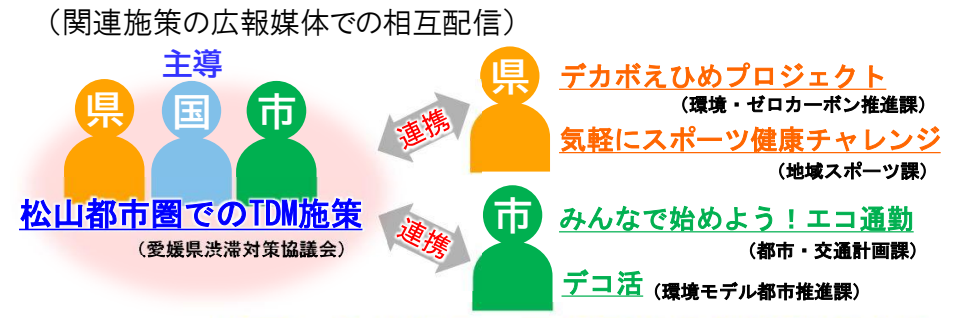 （関連施策の広報媒体での相互配信）
主導
県
国
市
松山都市圏でのTDM施策
（愛媛県渋滞対策協議会）
連携
県
デカボえひめプロジェクト
（環境・ゼロカーボン推進課）
気軽にスポーツ健康チャレンジ
（地域スポーツ課）
連携
市
みんなで始めよう！エコ通勤
（都市・交通計画課）
デコ活（環境モデル都市推進課）